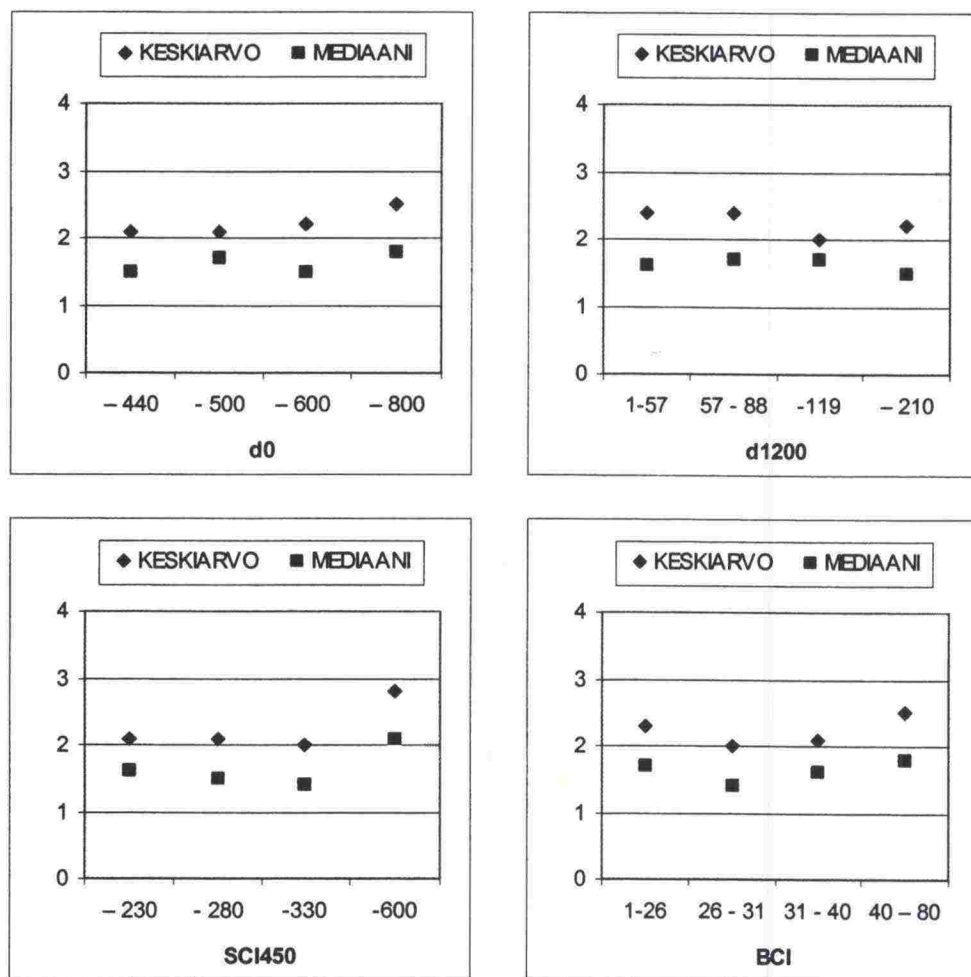 ◆ KESKIARVO ■ MEDIAANI
4
3
2
1
0
– 440 - 500 – 600 – 800
d0
◆ KESKIARVO ■ MEDIAANI
4
3
2
1
0
1-57 57 - 88 -119 – 210
d1200
◆ KESKIARVO ■ MEDIAANI
4
3
2
1
0
– 230 - 280 -330 -600
SCI450
◆ KESKIARVO ■ MEDIAANI
4
3
2
1
0
1-26 26 - 31 31 - 40 40 – 80
BCI